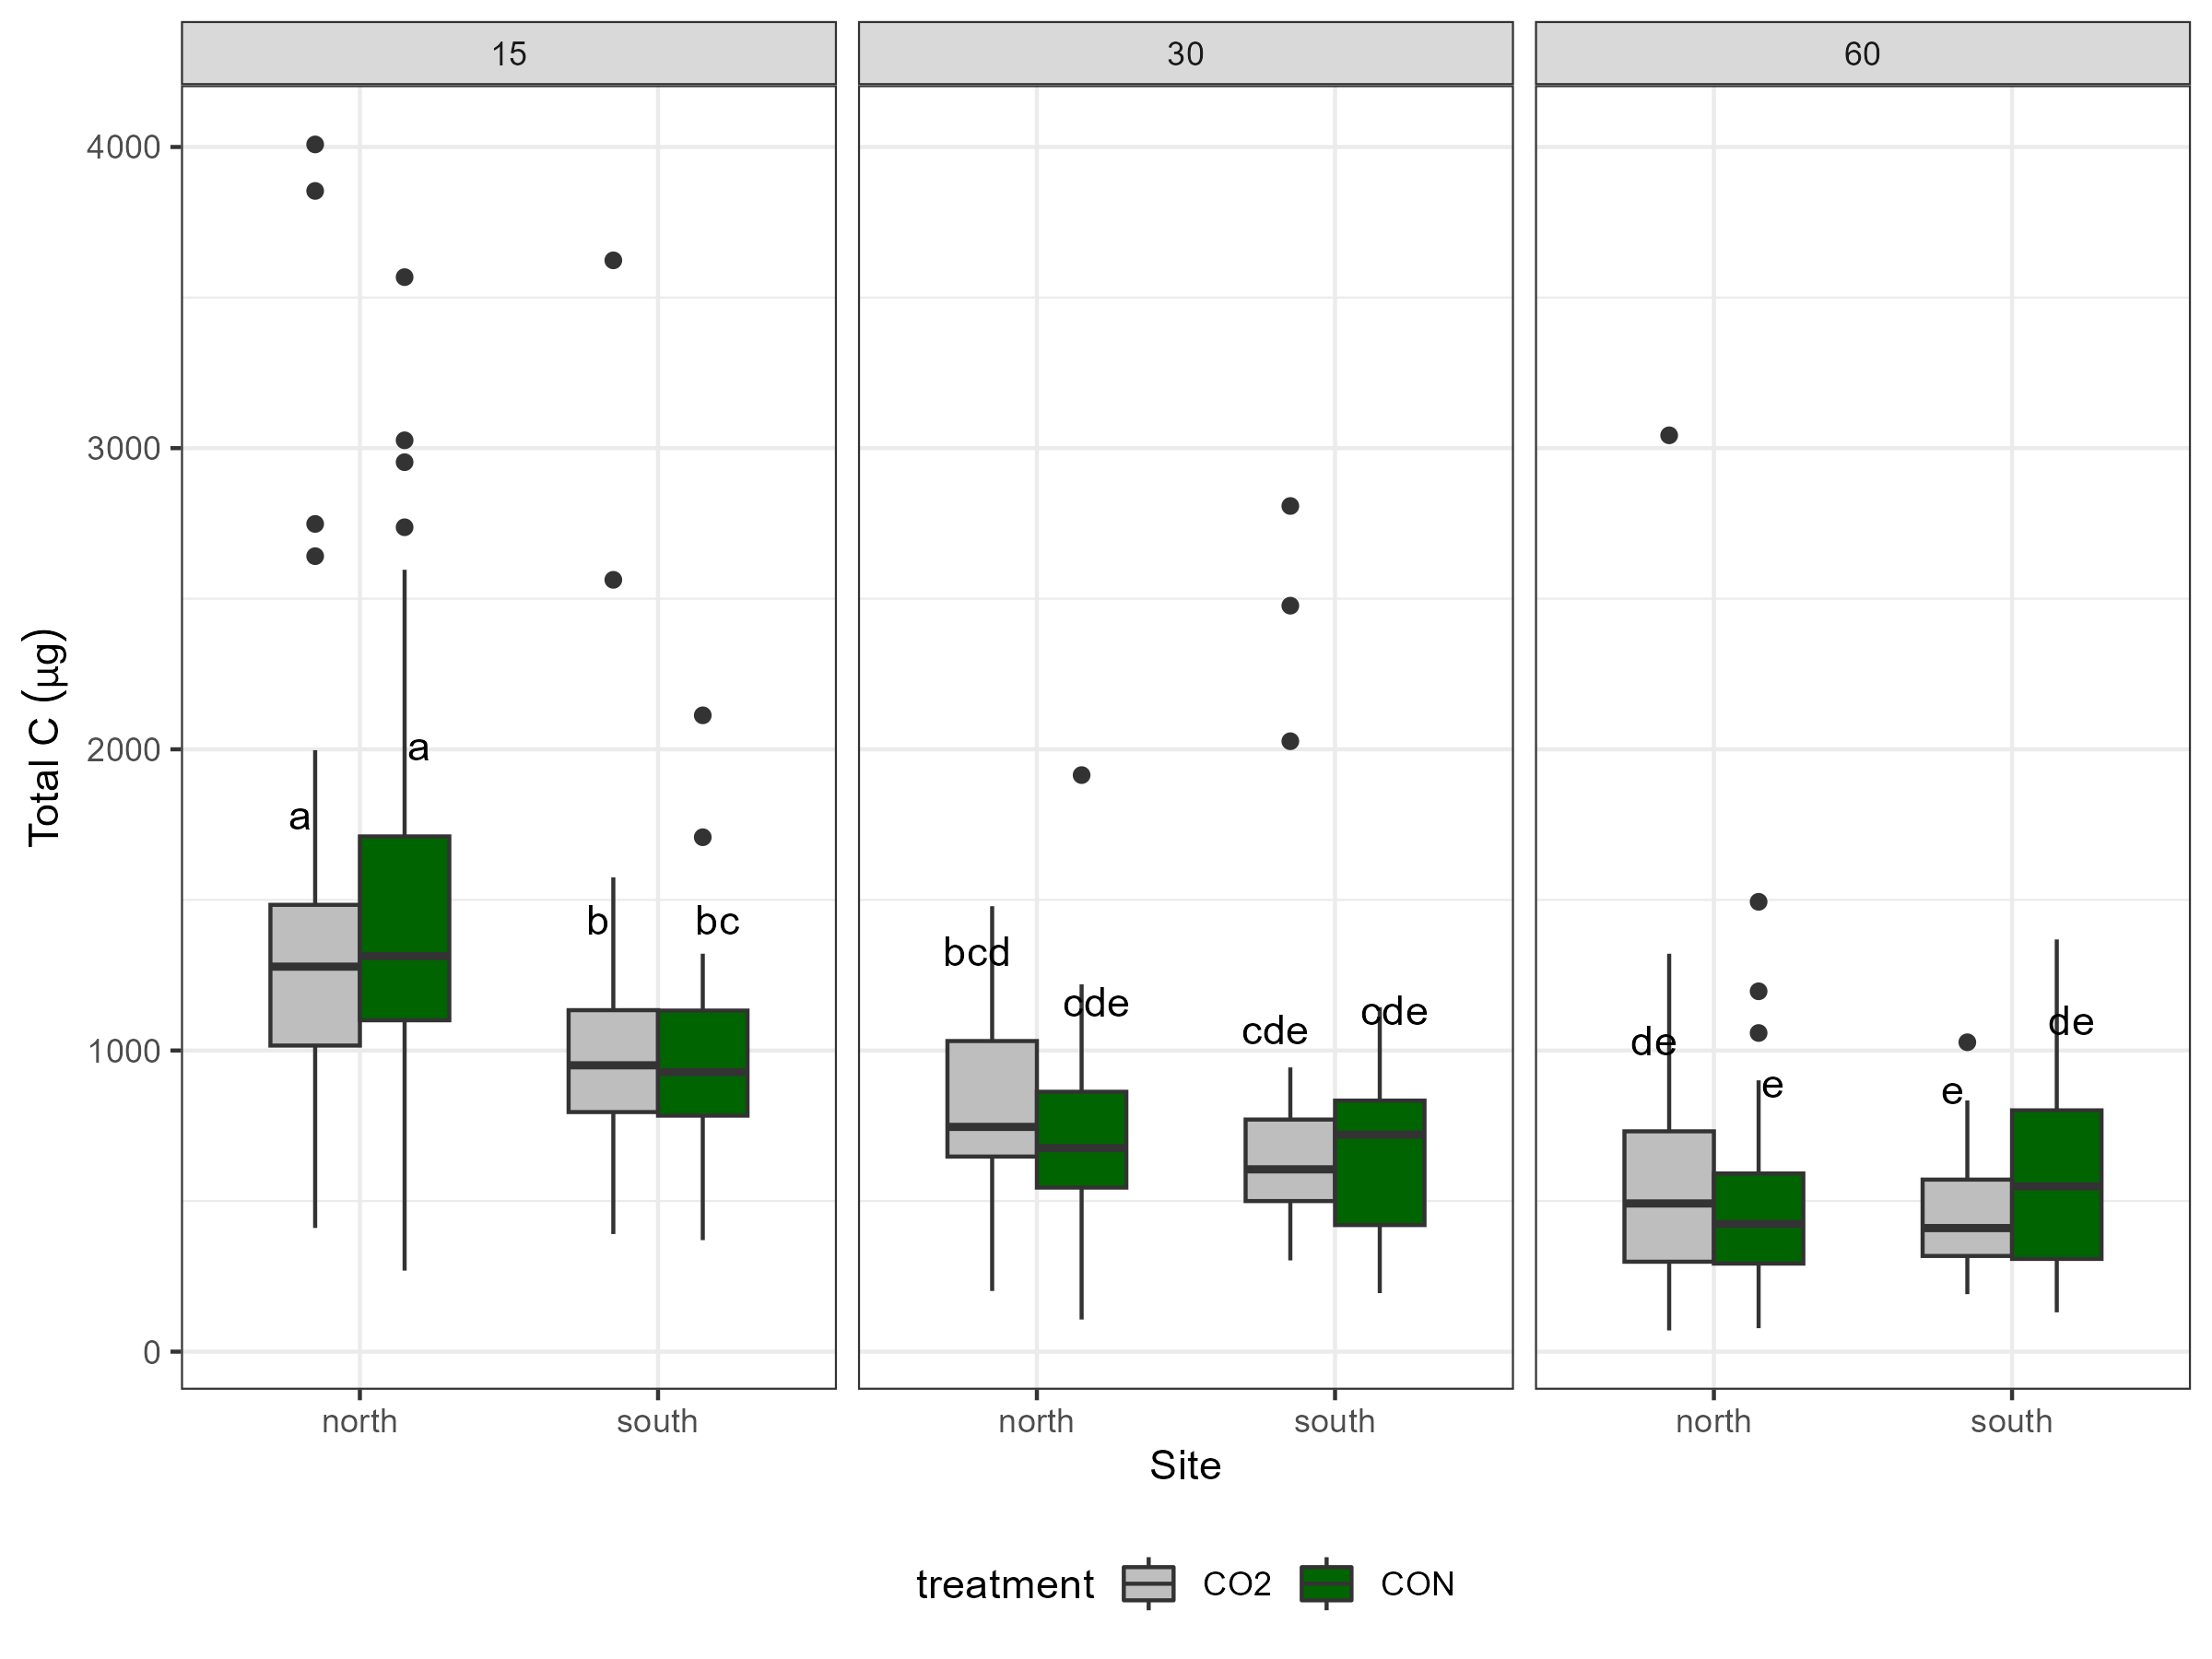 15 30 60
4000
3000
2000
1000
0
Total C (µg)
a a b bc
bcd cde cde cde
de e e de
north south north south north south
Site
treatment CO2 CON